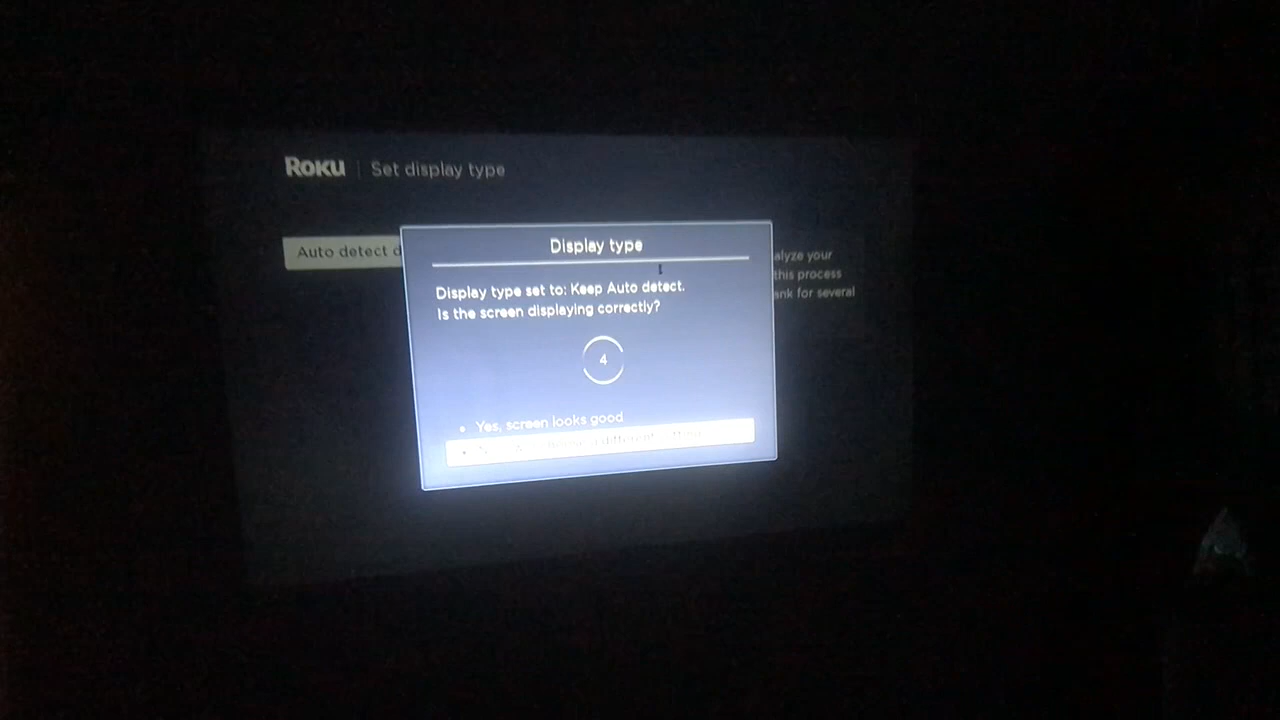 Roku | Set display type
Auto detect d
alyze your
this process
ank for several
Display type
Display type set to: Keep Auto detect.
Is the screen displaying correctly?
4
• Yes, screen looks good
different